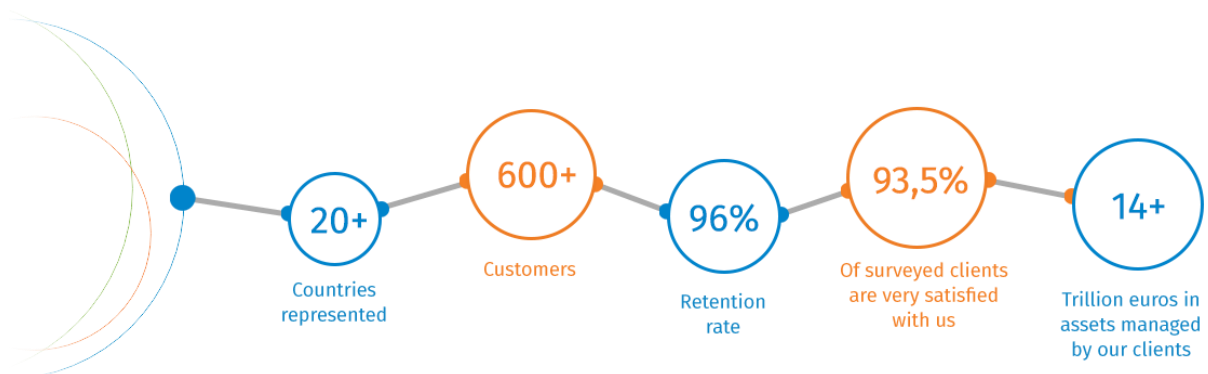 20+
Countries
represented
600+
Customers
96%
Retention
rate
93,5%
Of surveyed clients
are very satisfied
with us
14+
Trillion euros in
assets managed
by our clients